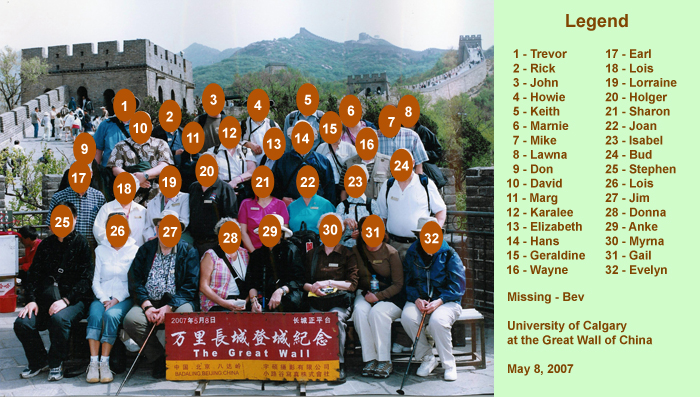 1 2 3 4 5 6 7 8
9 10 11 12 13 14 15 16
17 18 19 20 21 22 23 24
25 26 27 28 29 30 31 32
2007年5月8日
万里長城登城紀念
The Great Wall
BADALING.BEIJING.CHINA
Legend
1 - Trevor
2 - Rick
3 - John
4 - Howie
5 - Keith
6 - Marnie
7 - Mike
8 - Lawna
9 - Don
10 - David
11 - Marg
12 - Karalee
13 - Elizabeth
14 - Hans
15 - Geraldine
16 - Wayne
17 - Earl
18 - Lois
19 - Lorraine
20 - Holger
21 - Sharon
22 - Joan
23 - Isabel
24 - Bud
25 - Stephen
26 - Lois
27 - Jim
28 - Donna
29 - Anke
30 - Myrna
31 - Gail
32 - Evelyn
Missing - Bev
University of Calgary
at the Great Wall of China
May 8, 2007